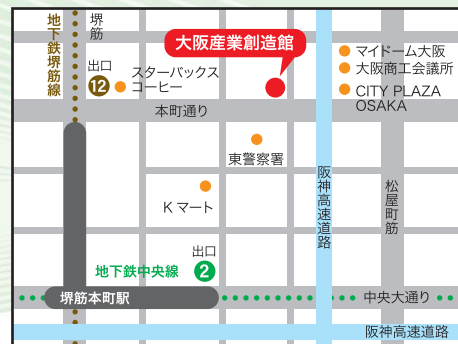 地下鉄堺筋線
堺筋
大阪産業創造館
マイドーム大阪
大阪商工会議所
CITY PLAZA
OSAKA
出口
12
スターバックス
コーヒー
本町通り
東警察署
Kマート
阪神高速道路
松屋町筋
出口
2
地下鉄中央線
堺筋本町駅
中央大通り
阪神高速道路